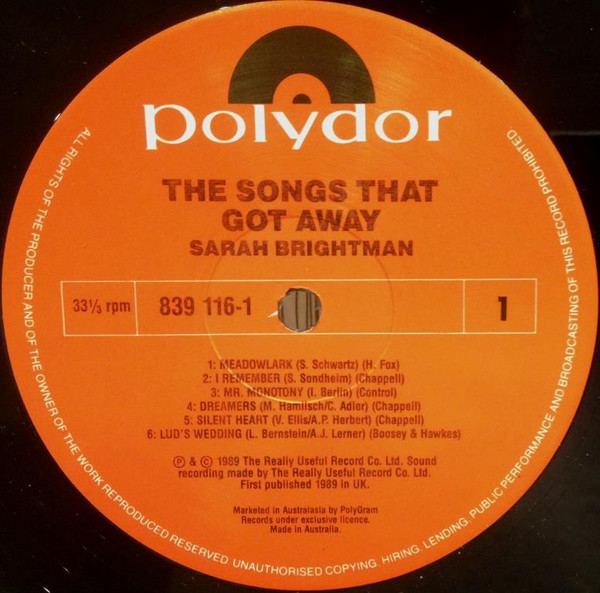 polydor
THE SONGS THAT
GOT AWAY
SARAH BRIGHTMAN
33⅓ rpm
839 116-1
1
1: MEADOWLARK (S. Schwartz) (H. Fox)
2: I REMEMBER (S. Sondheim) (Chappell)
3: MR. MONOTONY (I. Berlin) (Control)
4: DREAMERS (M. Hamlisch/C. Adler) (Chappell)
5: SILENT HEART (V. Ellis/A.P. Herbert) (Chappell)
6: LUD'S WEDDING (L. Bernstein/A.J. Lerner) (Boosey & Hawkes)
Ⓟ & © 1989 The Really Useful Record Co. Ltd. Sound
recording made by The Really Useful Record Co. Ltd.
First published 1989 in UK.
Marketed in Australasia by PolyGram
Records under exclusive licence.
Made in Australia.
ALL RIGHTS OF THE PRODUCER AND OF THE OWNER OF THE WORK REPRODUCED RESERVED. UNAUTHORISED COPYING, HIRING, LENDING, PUBLIC PERFORMANCE AND BROADCASTING OF THIS RECORD PROHIBITED